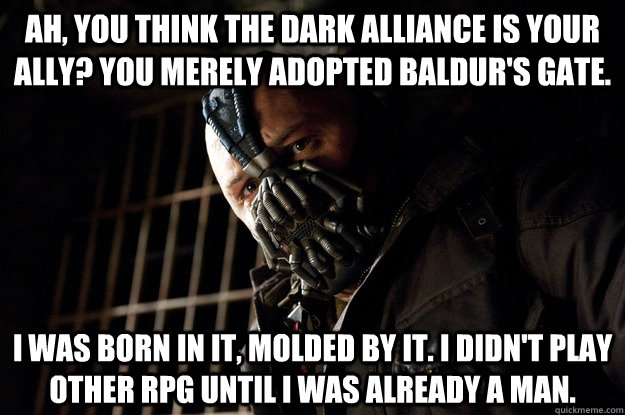 AH, YOU THINK THE DARK ALLIANCE IS YOUR
ALLY? YOU MERELY ADOPTED BALDUR'S GATE.
I WAS BORN IN IT, MOLDED BY IT. I DIDN'T PLAY
OTHER RPG UNTIL I WAS ALREADY A MAN.
quickmeme.com